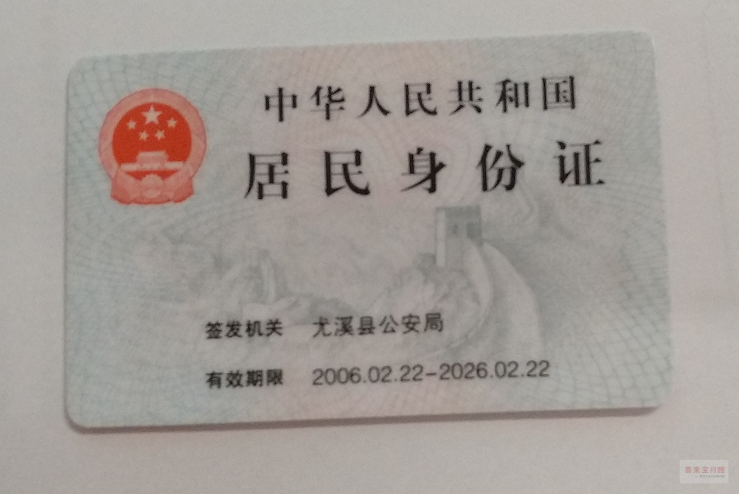 中华人民共和国
居民身份证
签发机关 尤溪县公安局
有效期限 2006.02.22-2026.02.22